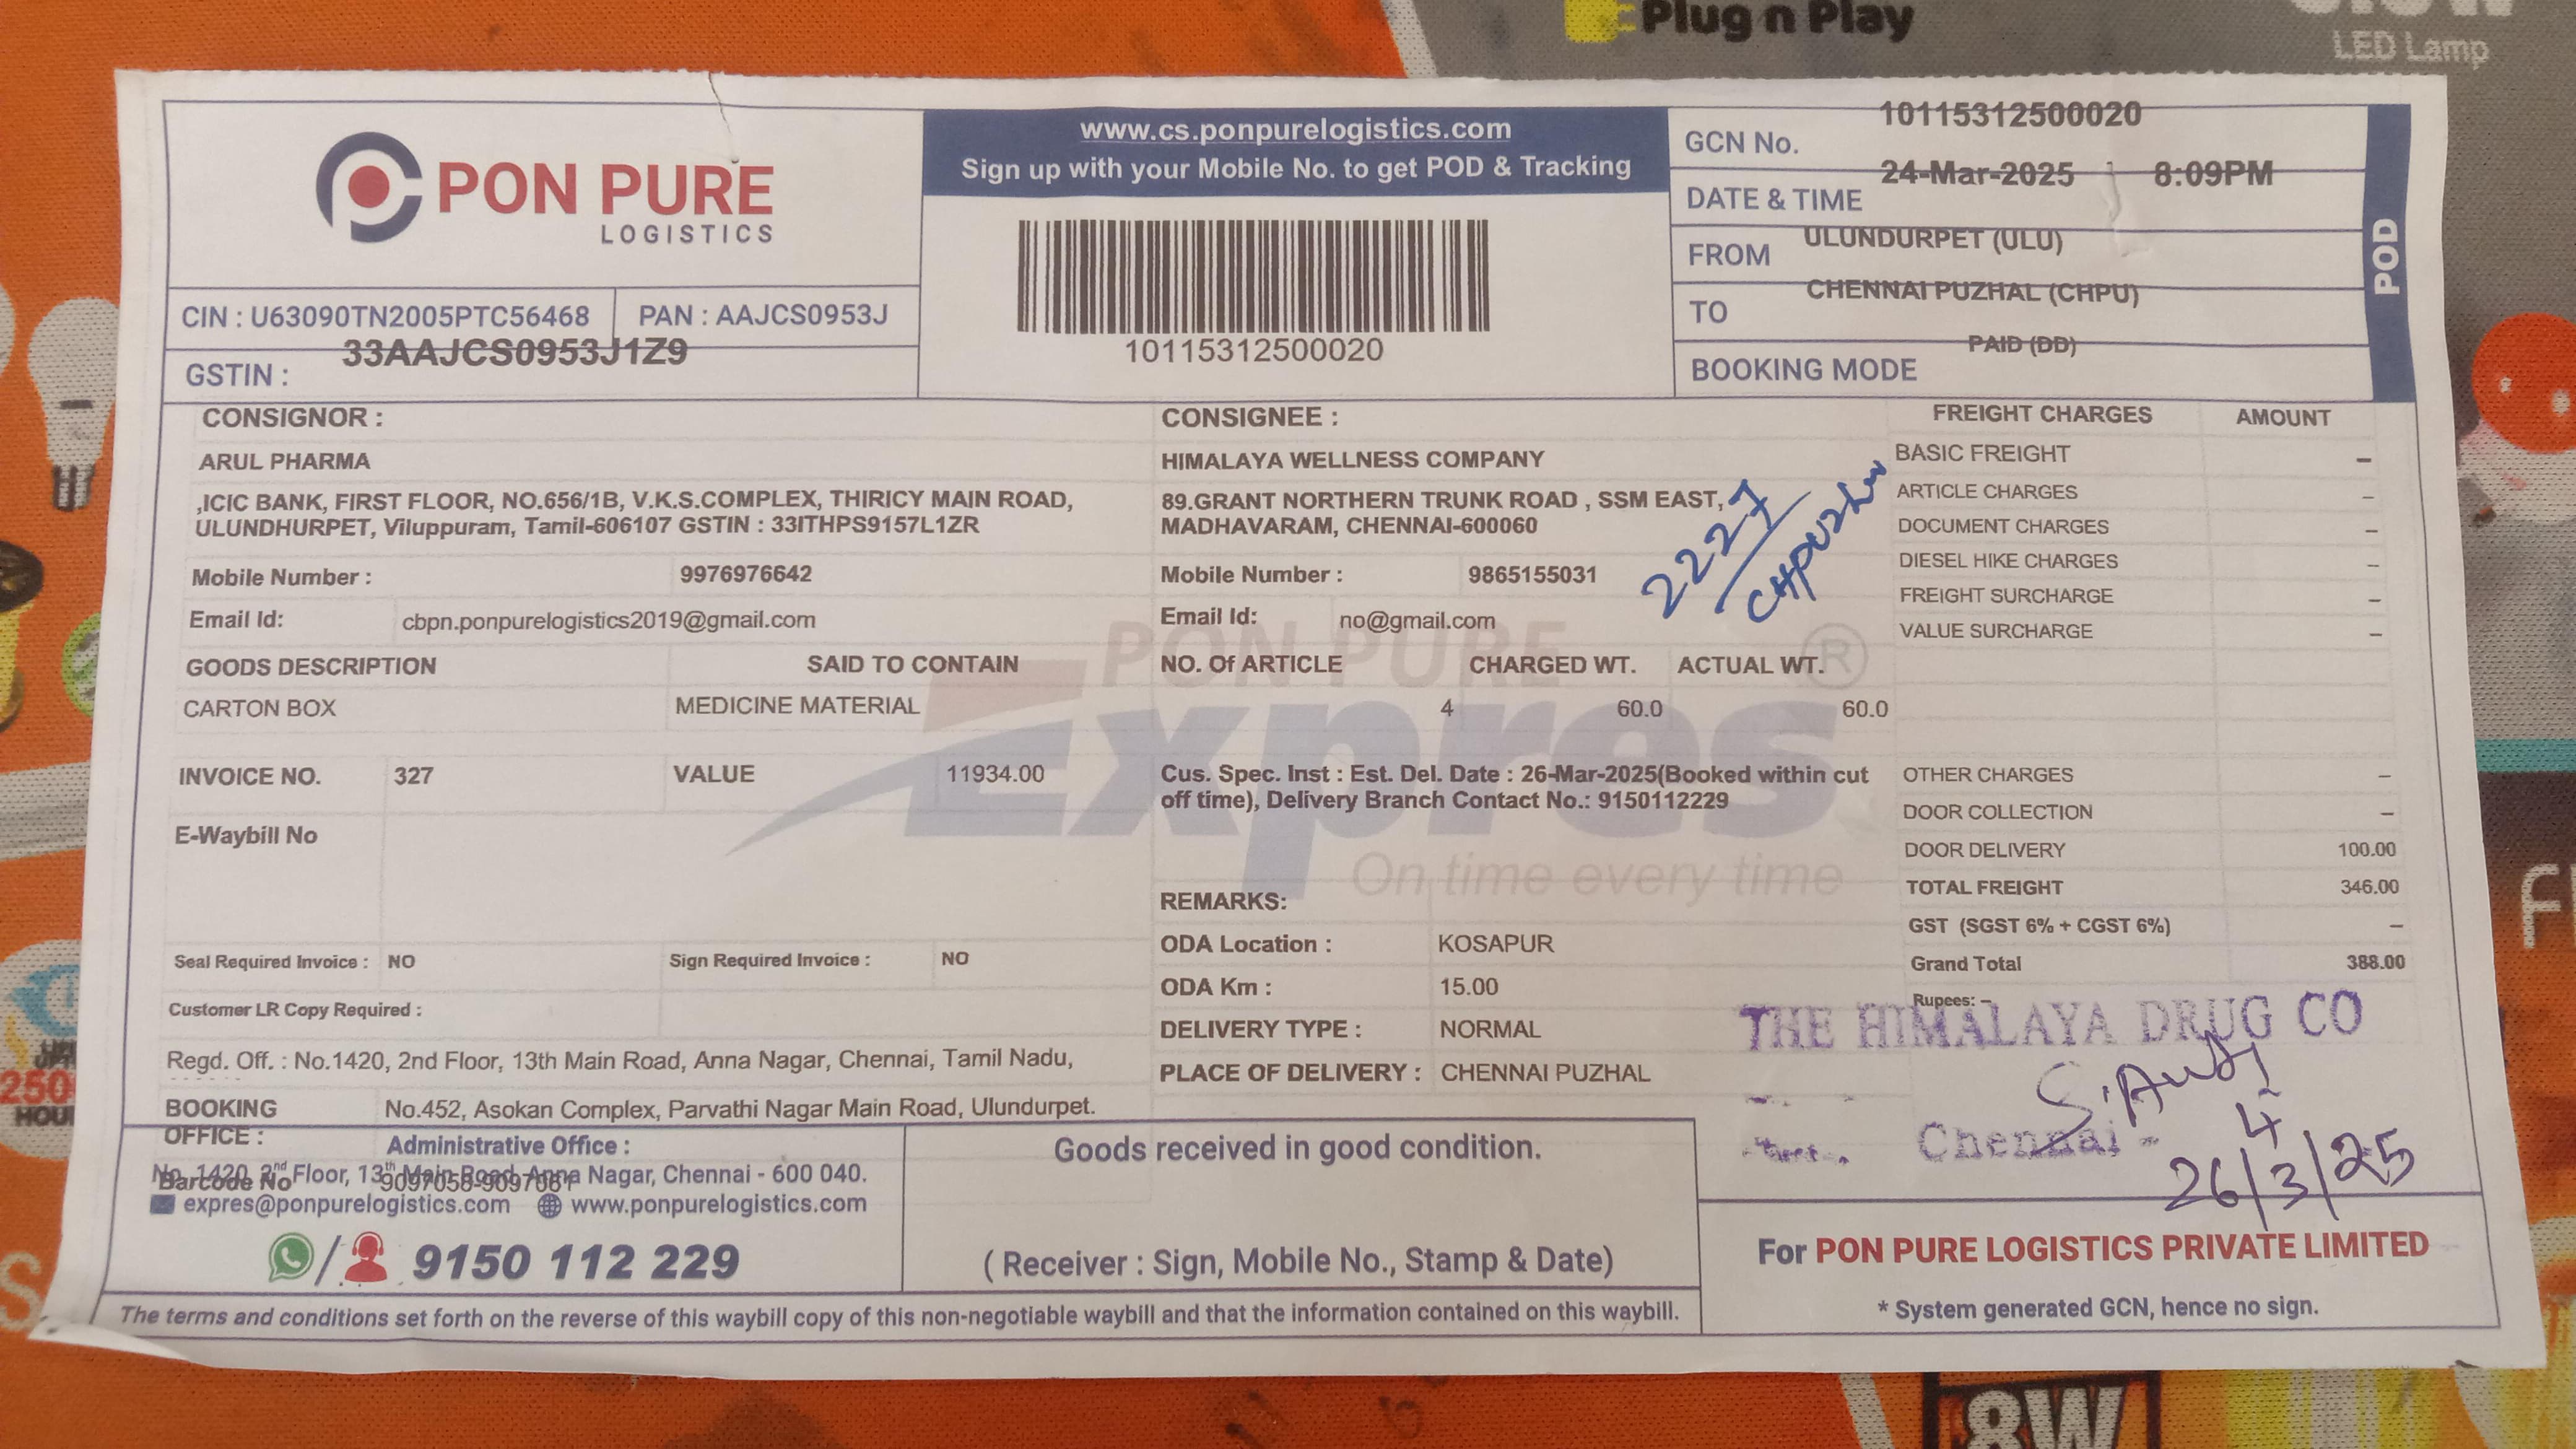 Plug n Play
LED Lamp
PON PURE
LOGISTICS
CIN : U63090TN2005PTC56468
PAN : AAJCS0953J
GSTIN : 33AAJCS0953J1Z9
www.cs.ponpurelogistics.com
Sign up with your Mobile No. to get POD & Tracking
10115312500020
GCN No. 10115312500020
DATE & TIME 24-Mar-2025 8:09PM
FROM ULUNDURPET (ULU)
TO CHENNAI PUZHAL (CHPU)
BOOKING MODE PAID (DD)
POD
CONSIGNOR :
ARUL PHARMA
,ICIC BANK, FIRST FLOOR, NO.656/1B, V.K.S.COMPLEX, THIRICY MAIN ROAD,
ULUNDHURPET, Viluppuram, Tamil-606107 GSTIN : 33ITHPS9157L1ZR
Mobile Number : 9976976642
Email Id: cbpn.ponpurelogistics2019@gmail.com
CONSIGNEE :
HIMALAYA WELLNESS COMPANY
89.GRANT NORTHERN TRUNK ROAD , SSM EAST,
MADHAVARAM, CHENNAI-600060
Mobile Number : 9865155031
Email Id: no@gmail.com
2227
FREIGHT CHARGES AMOUNT
BASIC FREIGHT –
ARTICLE CHARGES –
DOCUMENT CHARGES –
DIESEL HIKE CHARGES –
FREIGHT SURCHARGE –
VALUE SURCHARGE –
GOODS DESCRIPTION SAID TO CONTAIN NO. Of ARTICLE CHARGED WT. ACTUAL WT.
CARTON BOX MEDICINE MATERIAL 4 60.0 60.0
PON PURE
Expres ®
On time every time
INVOICE NO. 327 VALUE 11934.00
E-Waybill No
Cus. Spec. Inst : Est. Del. Date : 26-Mar-2025(Booked within cut
off time), Delivery Branch Contact No.: 9150112229
OTHER CHARGES –
DOOR COLLECTION –
DOOR DELIVERY 100.00
TOTAL FREIGHT 346.00
GST (SGST 6% + CGST 6%) –
Grand Total 388.00
Rupees: –
REMARKS:
ODA Location : KOSAPUR
ODA Km : 15.00
DELIVERY TYPE : NORMAL
PLACE OF DELIVERY : CHENNAI PUZHAL
Seal Required Invoice : NO Sign Required Invoice : NO
Customer LR Copy Required :
Regd. Off. : No.1420, 2nd Floor, 13th Main Road, Anna Nagar, Chennai, Tamil Nadu,
BOOKING OFFICE : No.452, Asokan Complex, Parvathi Nagar Main Road, Ulundurpet.
THE HIMALAYA DRUG CO
Chennai -
4
26/3/25
Administrative Office :
No. 1420, 2nd Floor, 13th Main Road, Anna Nagar, Chennai - 600 040.
Barcode No 9097058-9097061
expres@ponpurelogistics.com www.ponpurelogistics.com
9150 112 229
Goods received in good condition.
( Receiver : Sign, Mobile No., Stamp & Date)
For PON PURE LOGISTICS PRIVATE LIMITED
* System generated GCN, hence no sign.
The terms and conditions set forth on the reverse of this waybill copy of this non-negotiable waybill and that the information contained on this waybill.
250
HOU
8W